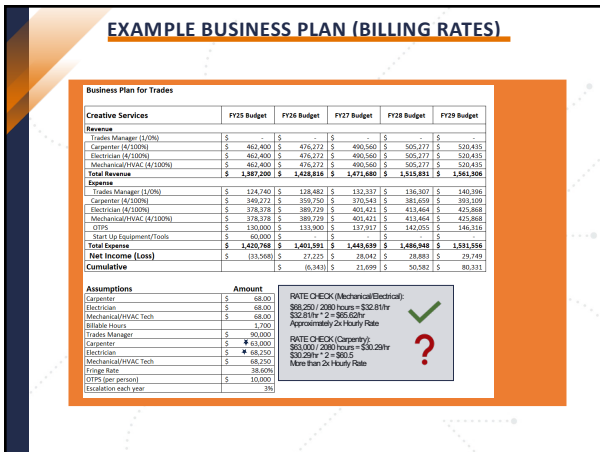 EXAMPLE BUSINESS PLAN (BILLING RATES)
Business Plan for Trades
Creative Services FY25 Budget FY26 Budget FY27 Budget FY28 Budget FY29 Budget
Revenue
Trades Manager (1/0%) $ - $ - $ - $ - $ -
Carpenter (4/100%) $ 462,400 $ 476,272 $ 490,560 $ 505,277 $ 520,435
Electrician (4/100%) $ 462,400 $ 476,272 $ 490,560 $ 505,277 $ 520,435
Mechanical/HVAC (4/100%) $ 462,400 $ 476,272 $ 490,560 $ 505,277 $ 520,435
Total Revenue $ 1,387,200 $ 1,428,816 $ 1,471,680 $ 1,515,831 $ 1,561,306
Expense
Trades Manager (1/0%) $ 124,740 $ 128,482 $ 132,337 $ 136,307 $ 140,396
Carpenter (4/100%) $ 349,272 $ 359,750 $ 370,543 $ 381,659 $ 393,109
Electrician (4/100%) $ 378,378 $ 389,729 $ 401,421 $ 413,464 $ 425,868
Mechanical/HVAC (4/100%) $ 378,378 $ 389,729 $ 401,421 $ 413,464 $ 425,868
OTPS $ 130,000 $ 133,900 $ 137,917 $ 142,055 $ 146,316
Start Up Equipment/Tools $ 60,000 $ - $ - $ - $ -
Total Expense $ 1,420,768 $ 1,401,591 $ 1,443,639 $ 1,486,948 $ 1,531,556
Net Income (Loss) $ (33,568) $ 27,225 $ 28,042 $ 28,883 $ 29,749
Cumulative $ (6,343) $ 21,699 $ 50,582 $ 80,331
Assumptions Amount
Carpenter $ 68.00
Electrician $ 68.00
Mechanical/HVAC Tech $ 68.00
Billable Hours 1,700
Trades Manager $ 90,000
Carpenter $ 63,000
Electrician $ 68,250
Mechanical/HVAC Tech $ 68,250
Fringe Rate 38.60%
OTPS (per person) $ 10,000
Escalation each year 3%
RATE CHECK (Mechanical/Electrical):
$68,250 / 2080 hours = $32.81/hr
$32.81/hr * 2 = $65.62/hr
Approximately 2x Hourly Rate
RATE CHECK (Carpentry):
$63,000 / 2080 hours = $30.29/hr
$30.29/hr * 2 = $60.5
More than 2x Hourly Rate
?